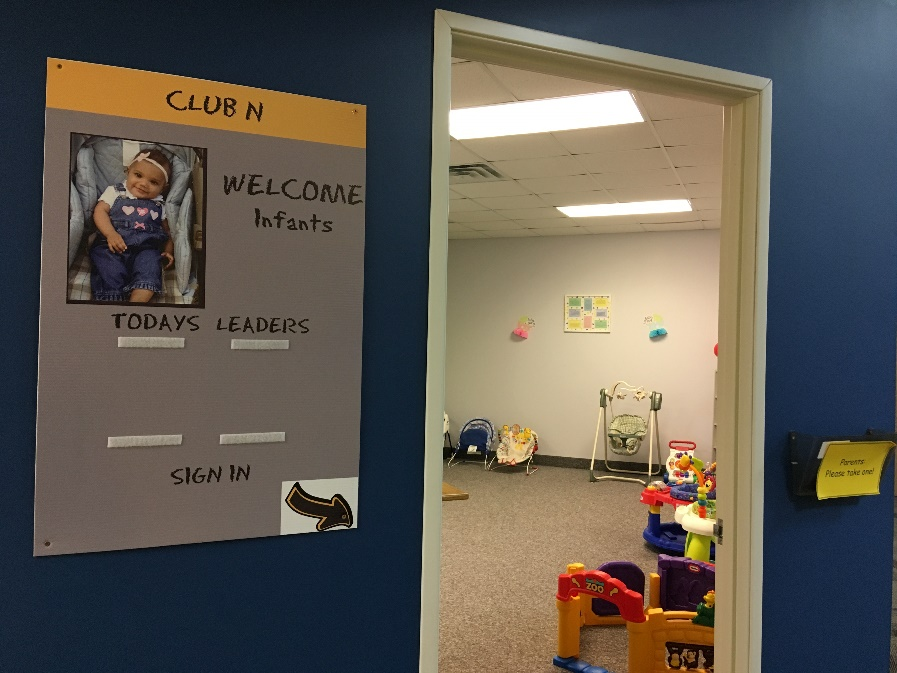 CLUB N
WELCOME
Infants
TODAYS LEADERS
SIGN IN
ZOO
Parents:
Please take one!